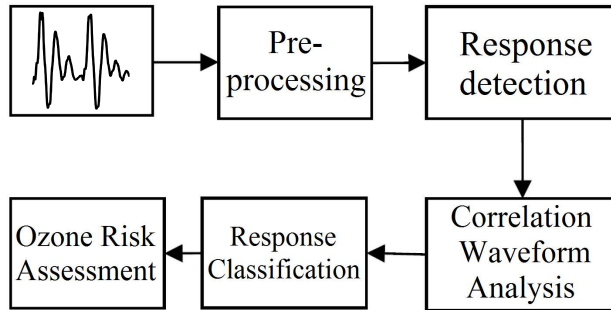 Pre-
processing
Response
detection
Correlation
Waveform
Analysis
Response
Classification
Ozone Risk
Assessment